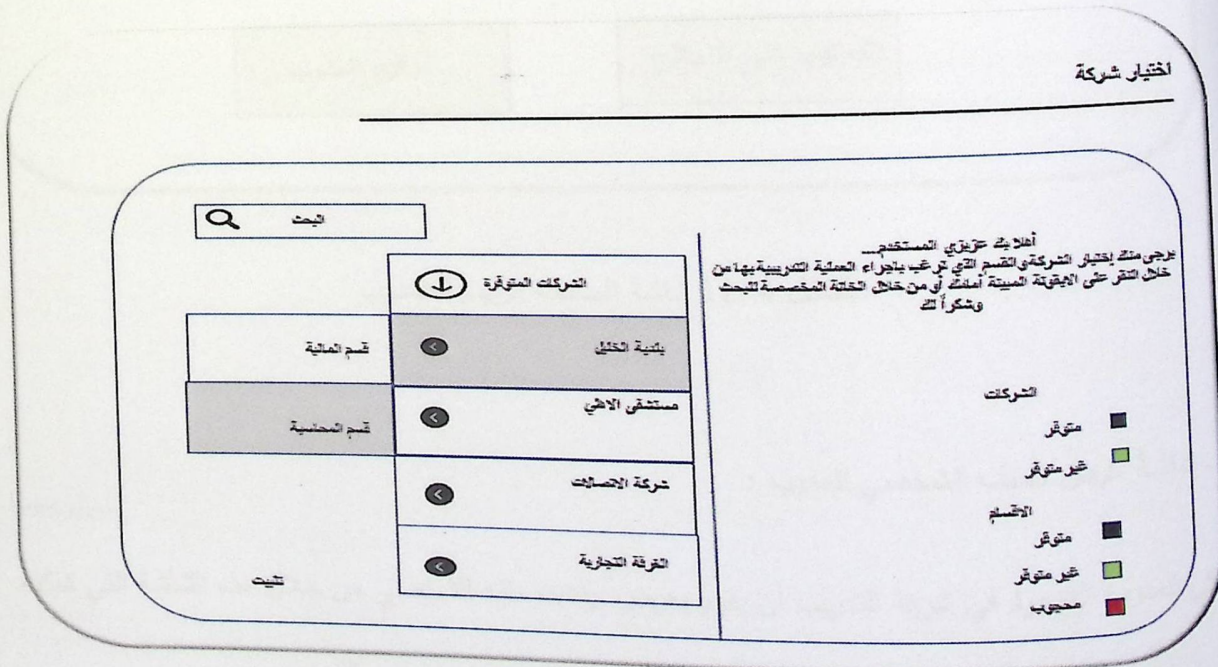 اختيار شركة
أهلا بك عزيزي المستخدم....
يرجى منك إختيار الشركة والقسم الذي ترغب باجراء العملية التدريبية بها من
خلال النقر على الايقونة المبينة أمامك أو من خلال الخانة المخصصة للبحث
وشكراً لك
الشركات
متوفر
غير متوفر
الاقسام
متوفر
غير متوفر
محجوب
البحث
الشركات المتوفرة
بلدية الخليل
مستشفى الاهلي
شركة الاتصالات
الغرفة التجارية
قسم المالية
قسم المحاسبة
تثبيت